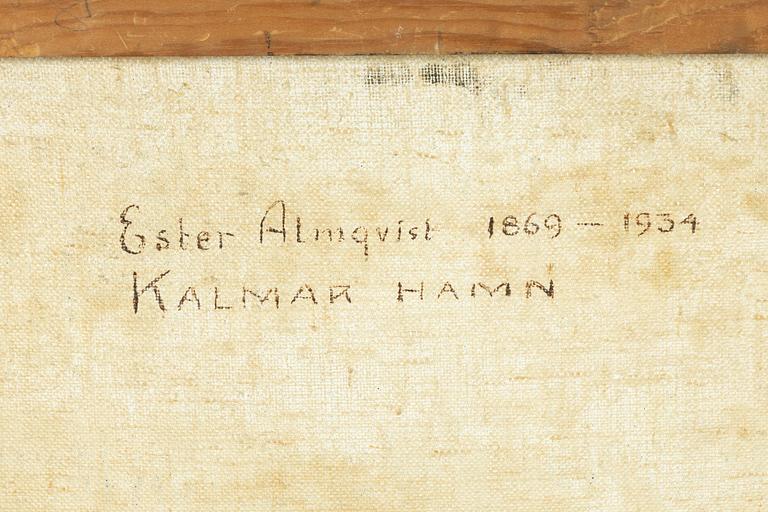 Ester Almqvist 1869 – 1934
KALMAR HAMN